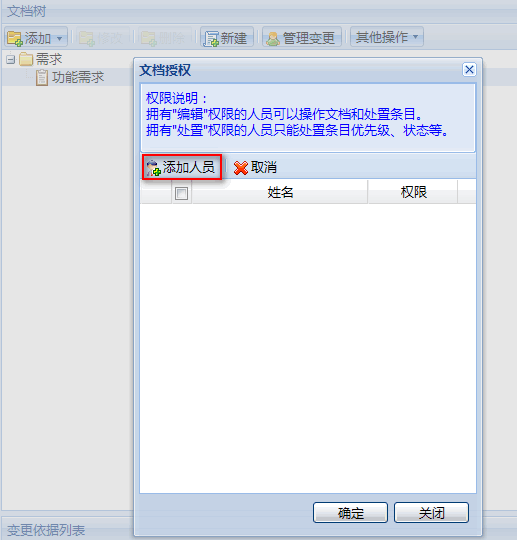 文档树
添加 修改 删除 新建 管理变更 其他操作
需求
功能需求
文档授权
权限说明：
拥有"编辑"权限的人员可以操作文档和处置条目。
拥有"处置"权限的人员只能处置条目优先级、状态等。
添加人员 取消
姓名 权限
确定 关闭
变更依据列表